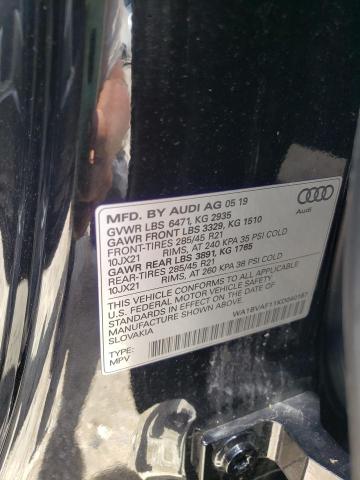 MFD. BY AUDI AG 05 19
GVWR LBS 6471, KG 2935
GAWR FRONT LBS 3329, KG 1510
FRONT-TIRES 285/45 R21
10JX21 RIMS, AT 240 KPA 35 PSI COLD
GAWR REAR LBS 3891, KG 1765
REAR-TIRES 285/45 R21
10JX21 RIMS, AT 260 KPA 38 PSI COLD
THIS VEHICLE CONFORMS TO ALL APPLICABLE
U.S. FEDERAL MOTOR VEHICLE SAFETY
STANDARDS IN EFFECT ON THE DATE OF
MANUFACTURE SHOWN ABOVE
SLOVAKIA
TYPE:
MPV
Audi
WA1BVAF11KD040187